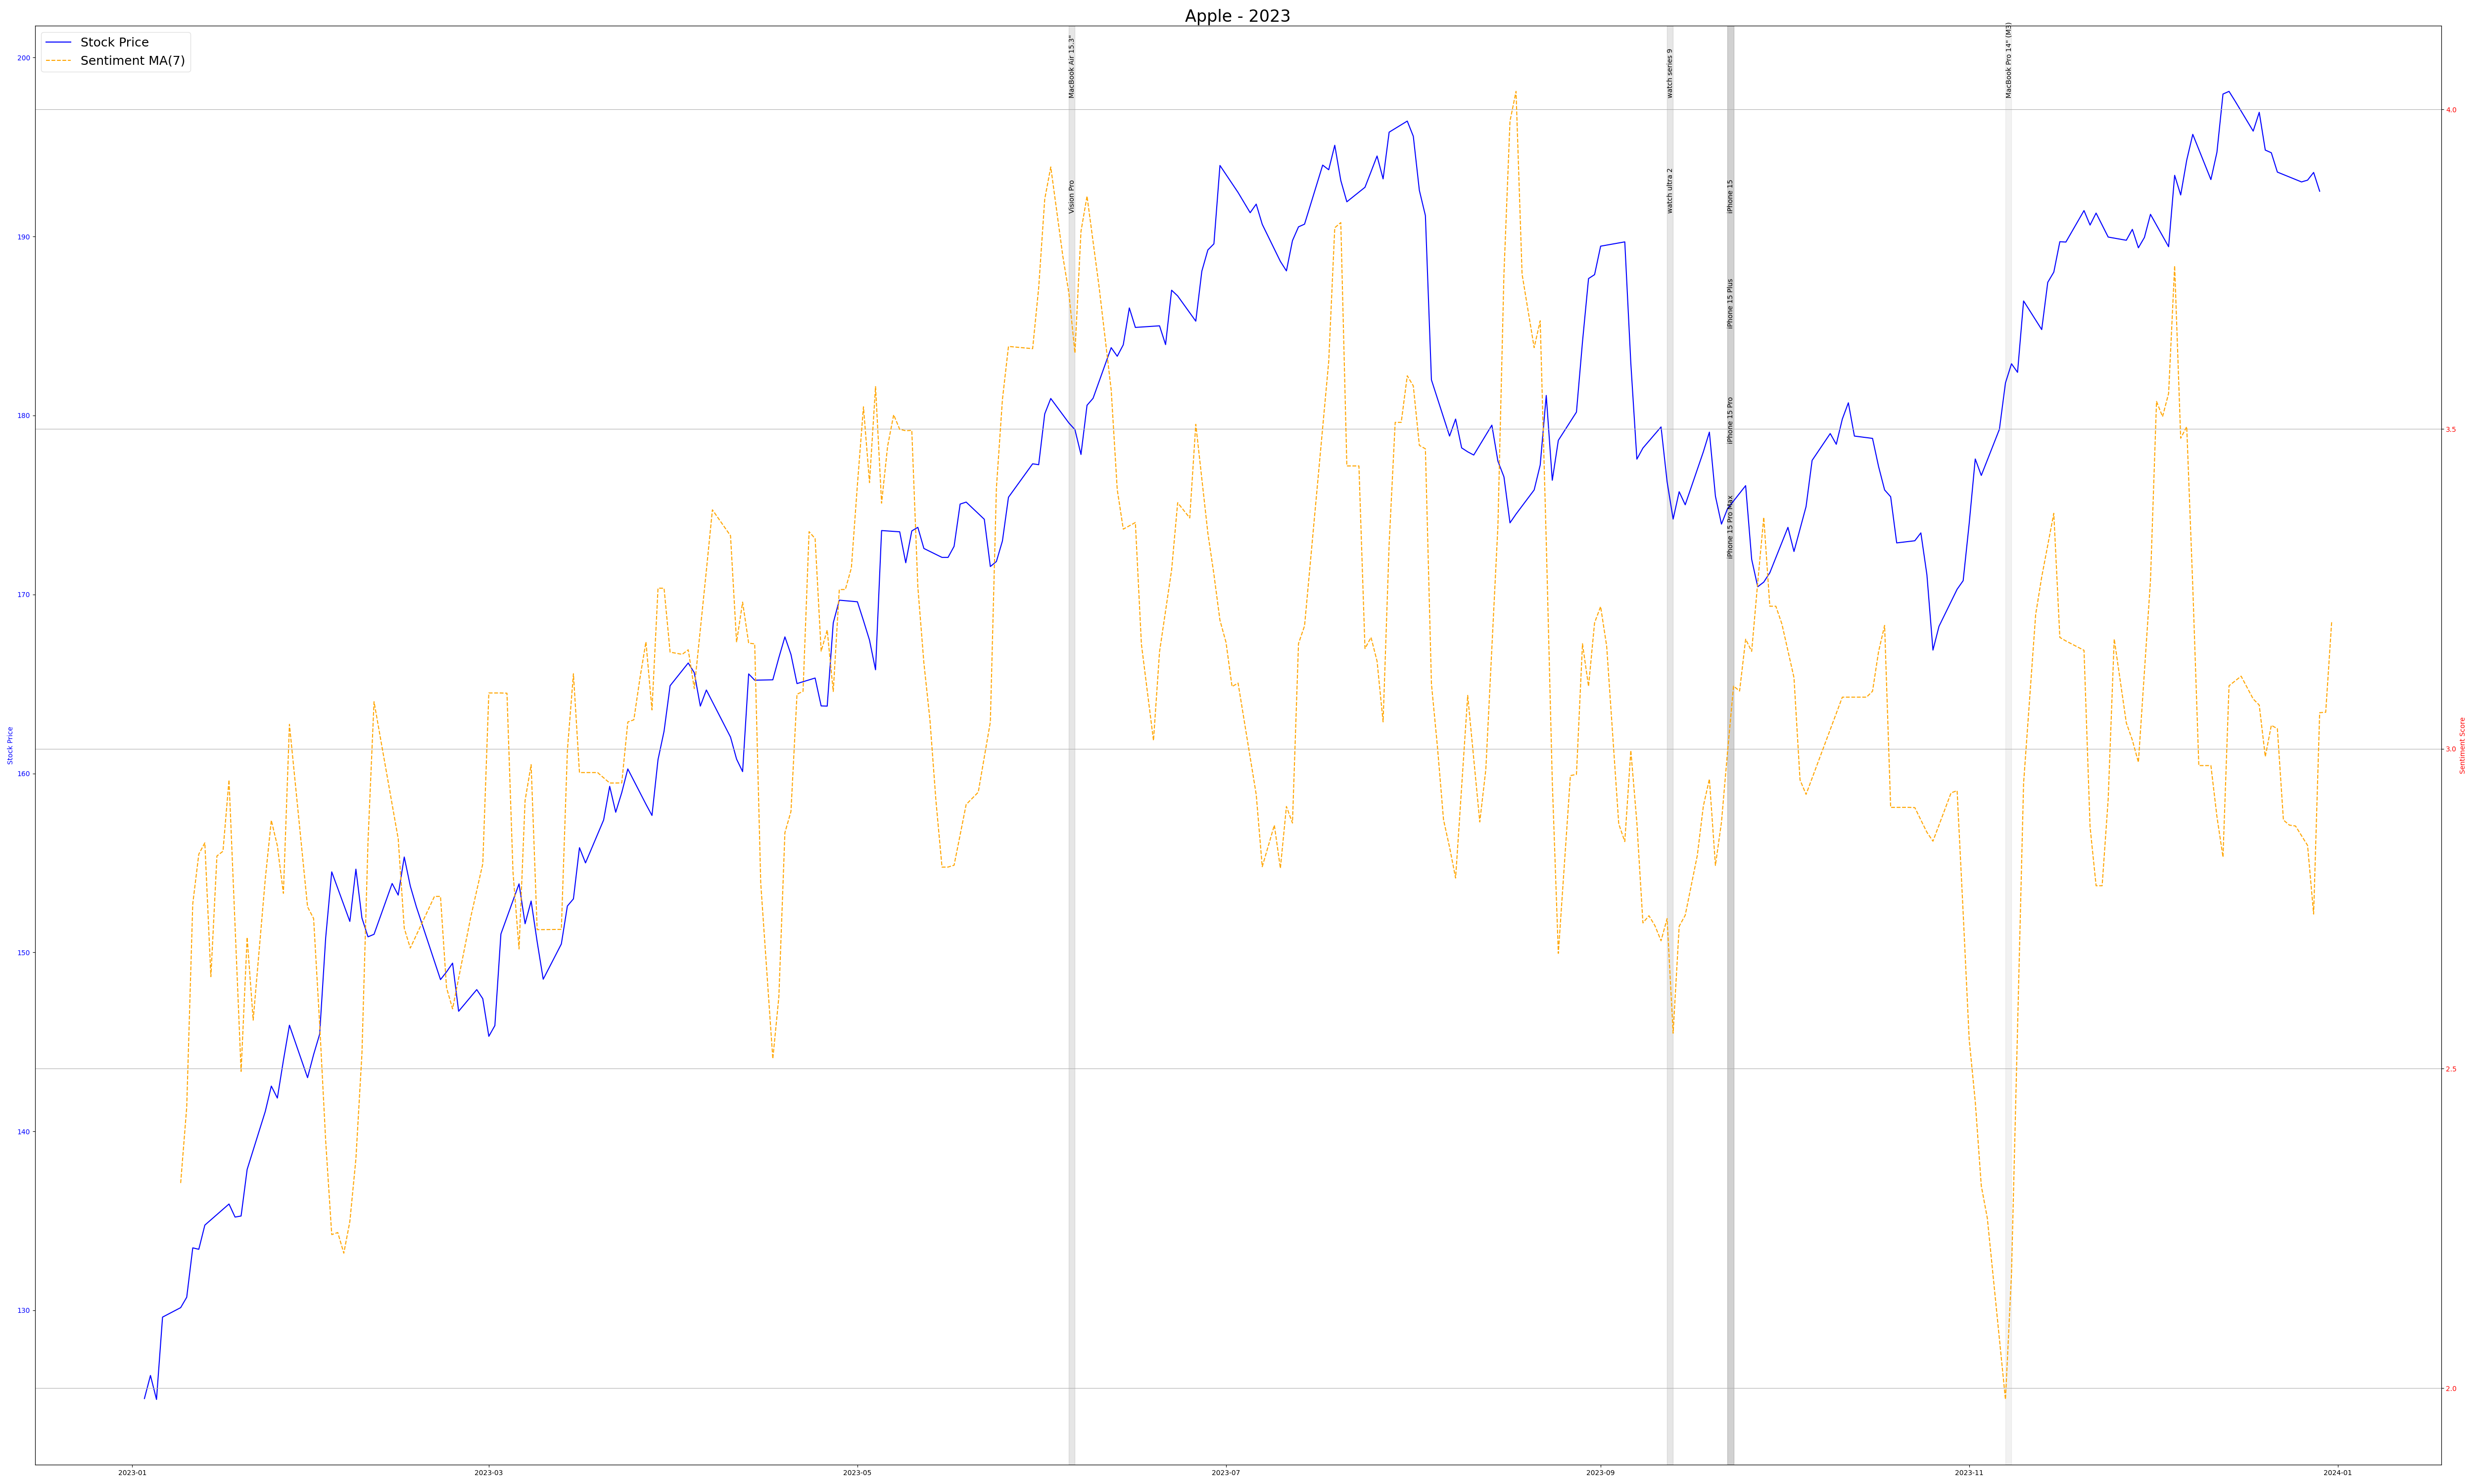 Apple - 2023
Stock Price
Sentiment MA(7)
200
190
180
170
160
150
140
130
Stock Price
4.0
3.5
3.0
2.5
2.0
Sentiment Score
MacBook Air 15.3"
Vision Pro
watch series 9
watch ultra 2
iPhone 15
iPhone 15 Plus
iPhone 15 Pro
iPhone 15 Pro Max
MacBook Pro 14" (M3)
2023-01
2023-03
2023-05
2023-07
2023-09
2023-11
2024-01